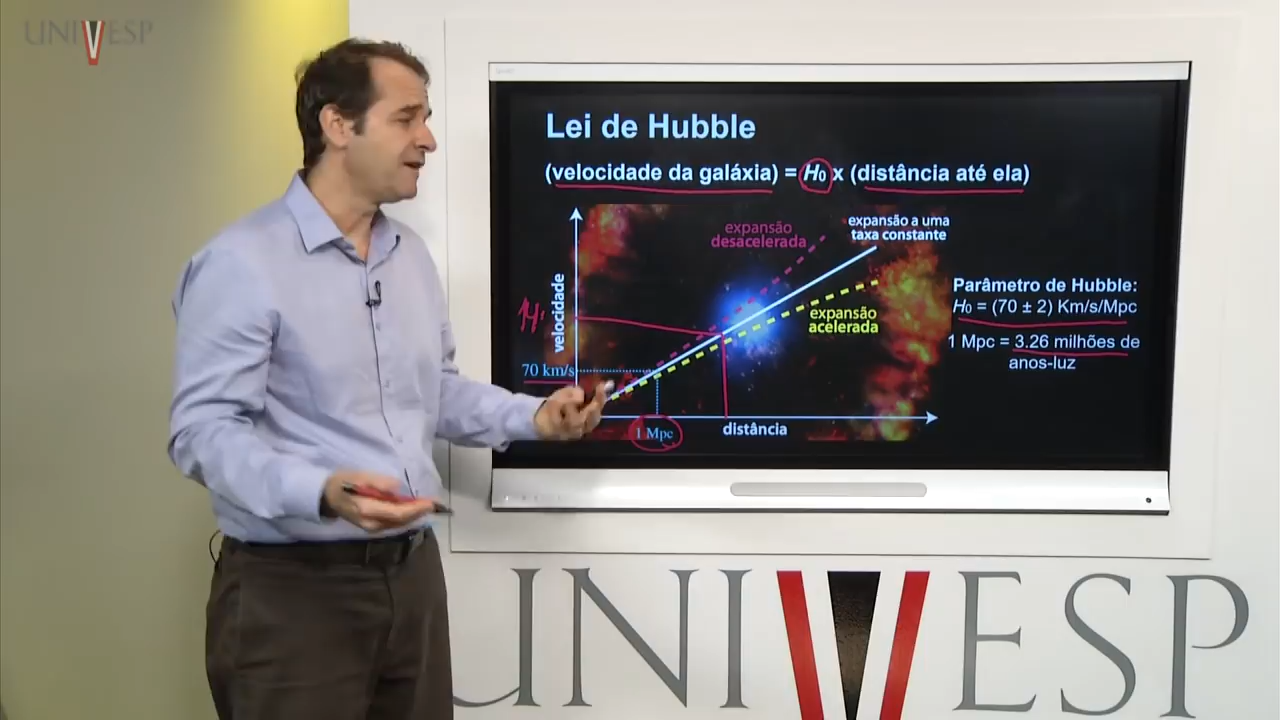 UNIVESP
Lei de Hubble
(velocidade da galáxia) = H0 x (distância até ela)
expansão
desacelerada
expansão a uma
taxa constante
velocidade
expansão
acelerada
70 km/s
1 Mpc
distância
Parâmetro de Hubble:
H0 = (70 ± 2) Km/s/Mpc
1 Mpc = 3.26 milhões de
anos-luz
UNIVESP